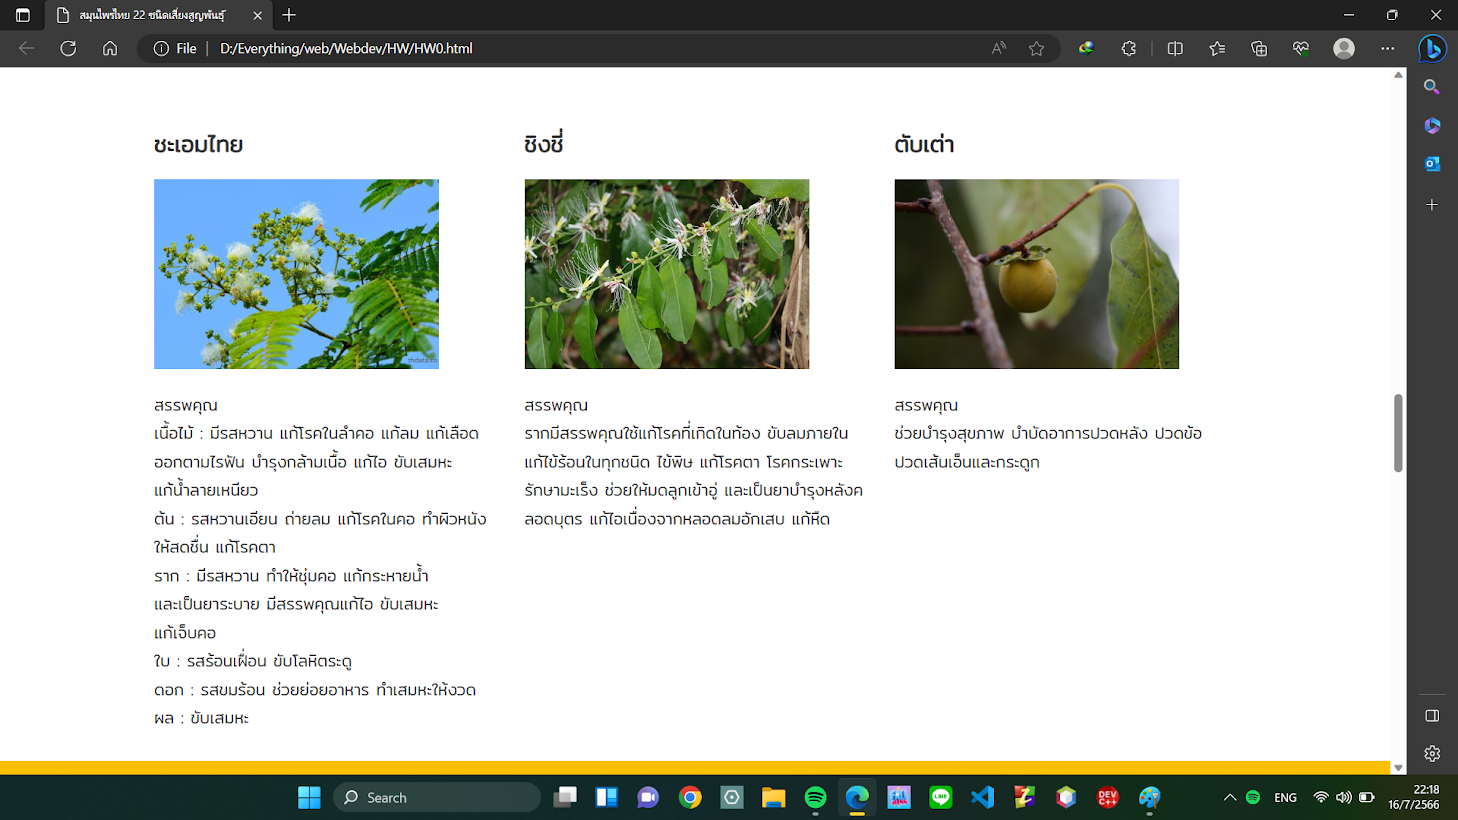 สมุนไพรไทย 22 ชนิดเสี่ยงสูญพันธุ์
File
D:/Everything/web/Webdev/HW/HW0.html
ชะเอมไทย
ชิงชี่
ตับเต่า
thdata.co
สรรพคุณ
เนื้อไม้ : มีรสหวาน แก้โรคในลำคอ แก้ลม แก้เลือด
ออกตามไรฟัน บำรุงกล้ามเนื้อ แก้ไอ ขับเสมหะ
แก้น้ำลายเหนียว
ต้น : รสหวานเอียน ถ่ายลม แก้โรคในคอ ทำผิวหนัง
ให้สดชื่น แก้โรคตา
ราก : มีรสหวาน ทำให้ชุ่มคอ แก้กระหายน้ำ
และเป็นยาระบาย มีสรรพคุณแก้ไอ ขับเสมหะ
แก้เจ็บคอ
ใบ : รสร้อนเฝื่อน ขับโลหิตระดู
ดอก : รสขมร้อน ช่วยย่อยอาหาร ทำเสมหะให้งวด
ผล : ขับเสมหะ
สรรพคุณ
รากมีสรรพคุณใช้แก้โรคที่เกิดในท้อง ขับลมภายใน
แก้ไข้ร้อนในทุกชนิด ไข้พิษ แก้โรคตา โรคกระเพาะ
รักษามะเร็ง ช่วยให้มดลูกเข้าอู่ และเป็นยาบำรุงหลังค
ลอดบุตร แก้ไอเนื่องจากหลอดลมอักเสบ แก้หืด
สรรพคุณ
ช่วยบำรุงสุขภาพ บำบัดอาการปวดหลัง ปวดข้อ
ปวดเส้นเอ็นและกระดูก
Search
LINE
DEV
C++
ENG
22:18
16/7/2566